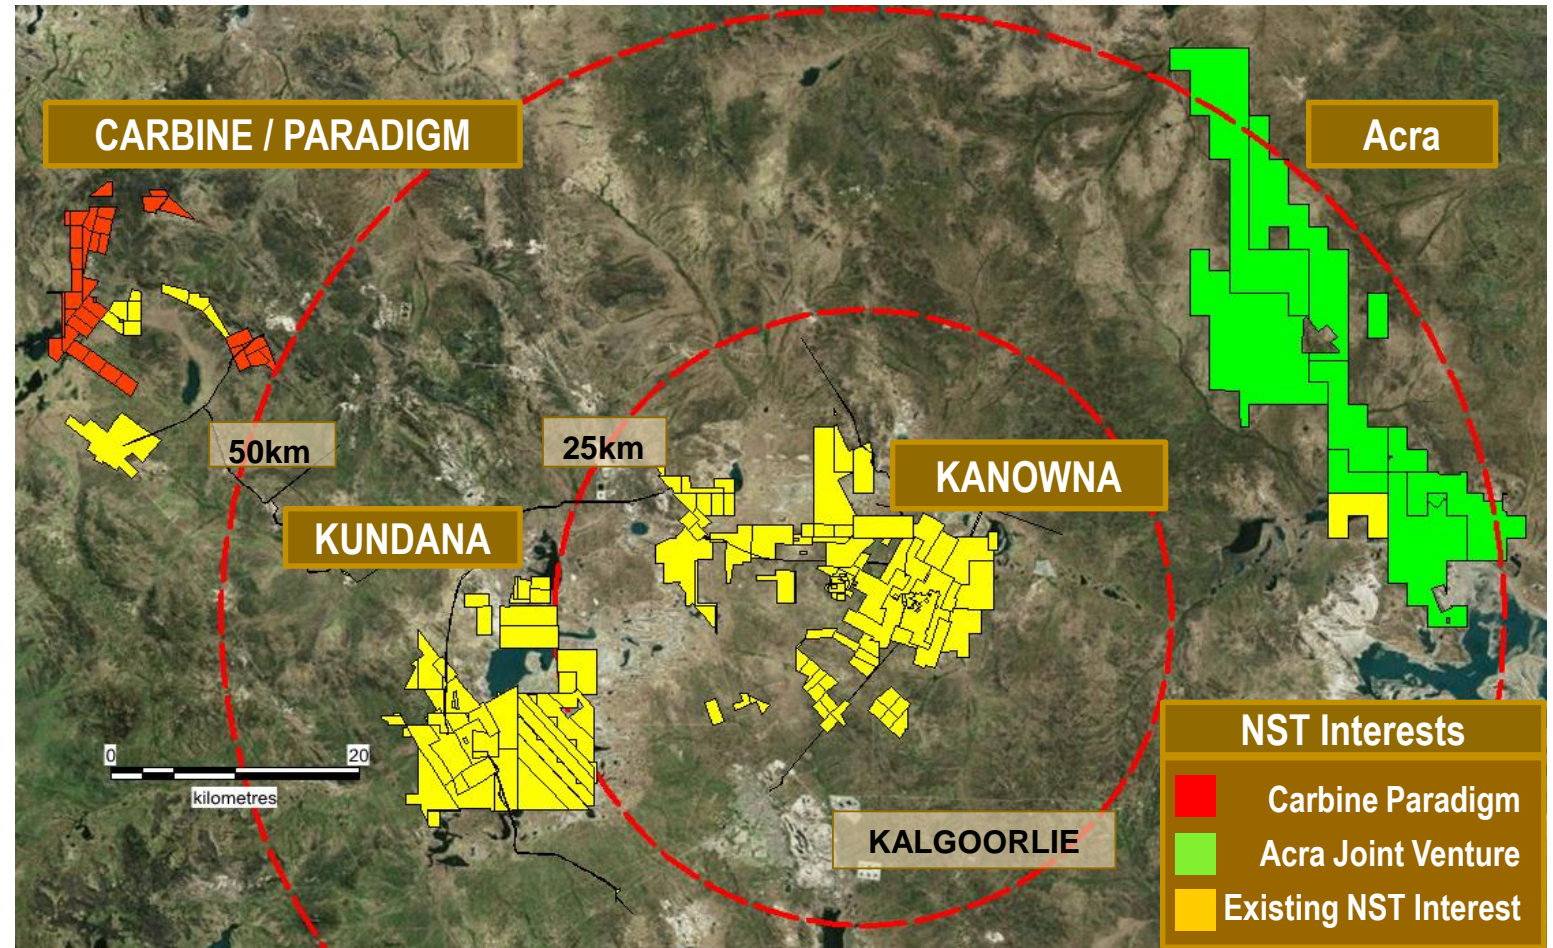 CARBINE / PARADIGM
Acra
50km
25km
KANOWNA
KUNDANA
0 20
kilometres
KALGOORLIE
NST Interests
Carbine Paradigm
Acra Joint Venture
Existing NST Interest